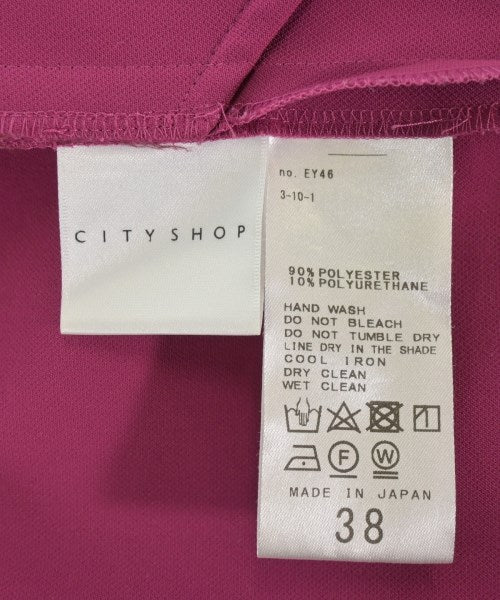 CITYSHOP
no. EY46
3-10-1
90% POLYESTER
10% POLYURETHANE
HAND WASH
DO NOT BLEACH
DO NOT TUMBLE DRY
LINE DRY IN THE SHADE
COOL IRON
DRY CLEAN
WET CLEAN
F W
MADE IN JAPAN
38